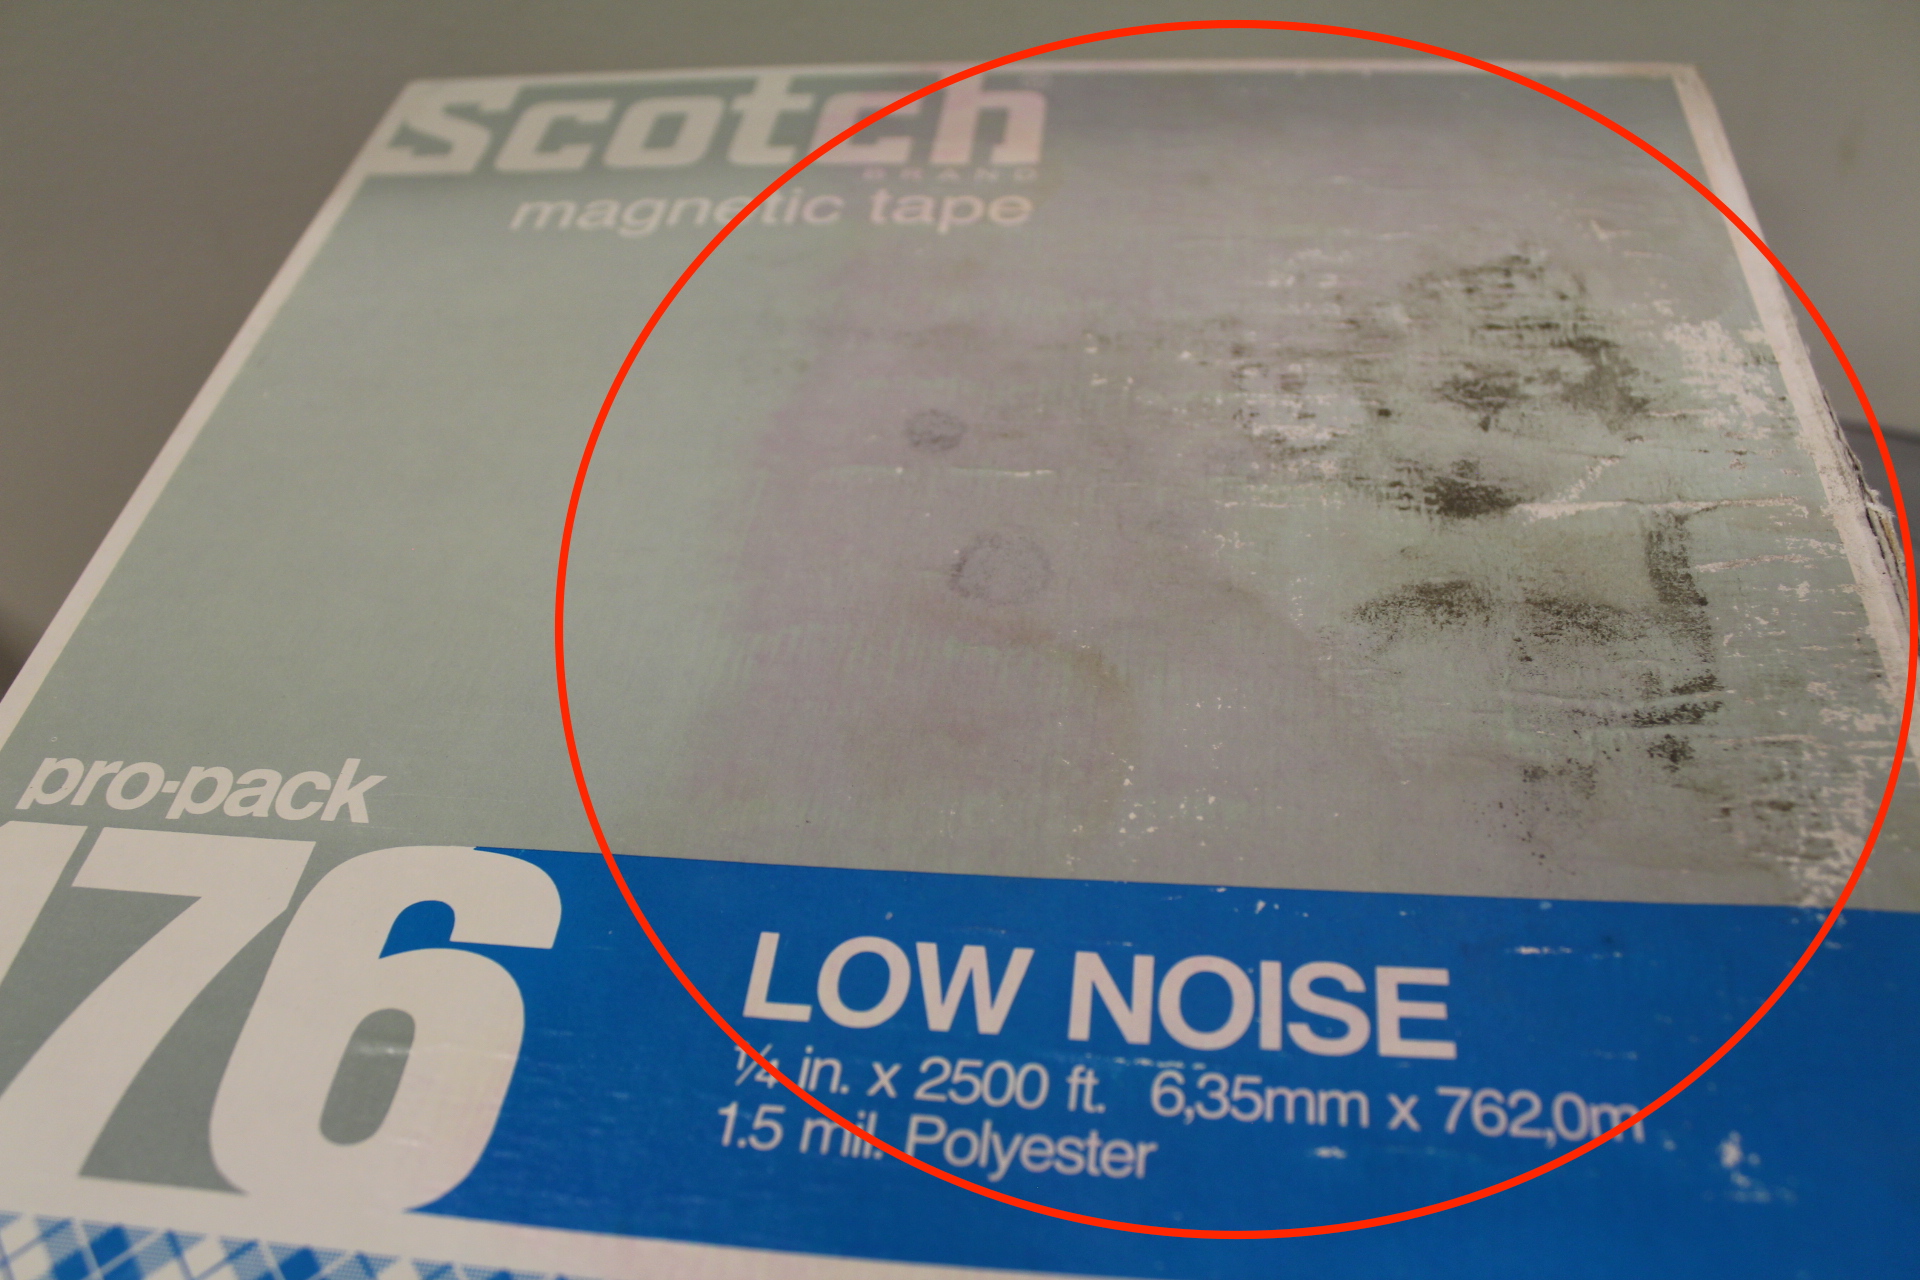 Scotch
BRAND
magnetic tape
pro-pack
176
LOW NOISE
¼ in. x 2500 ft. 6,35mm x 762,0m
1.5 mil. Polyester